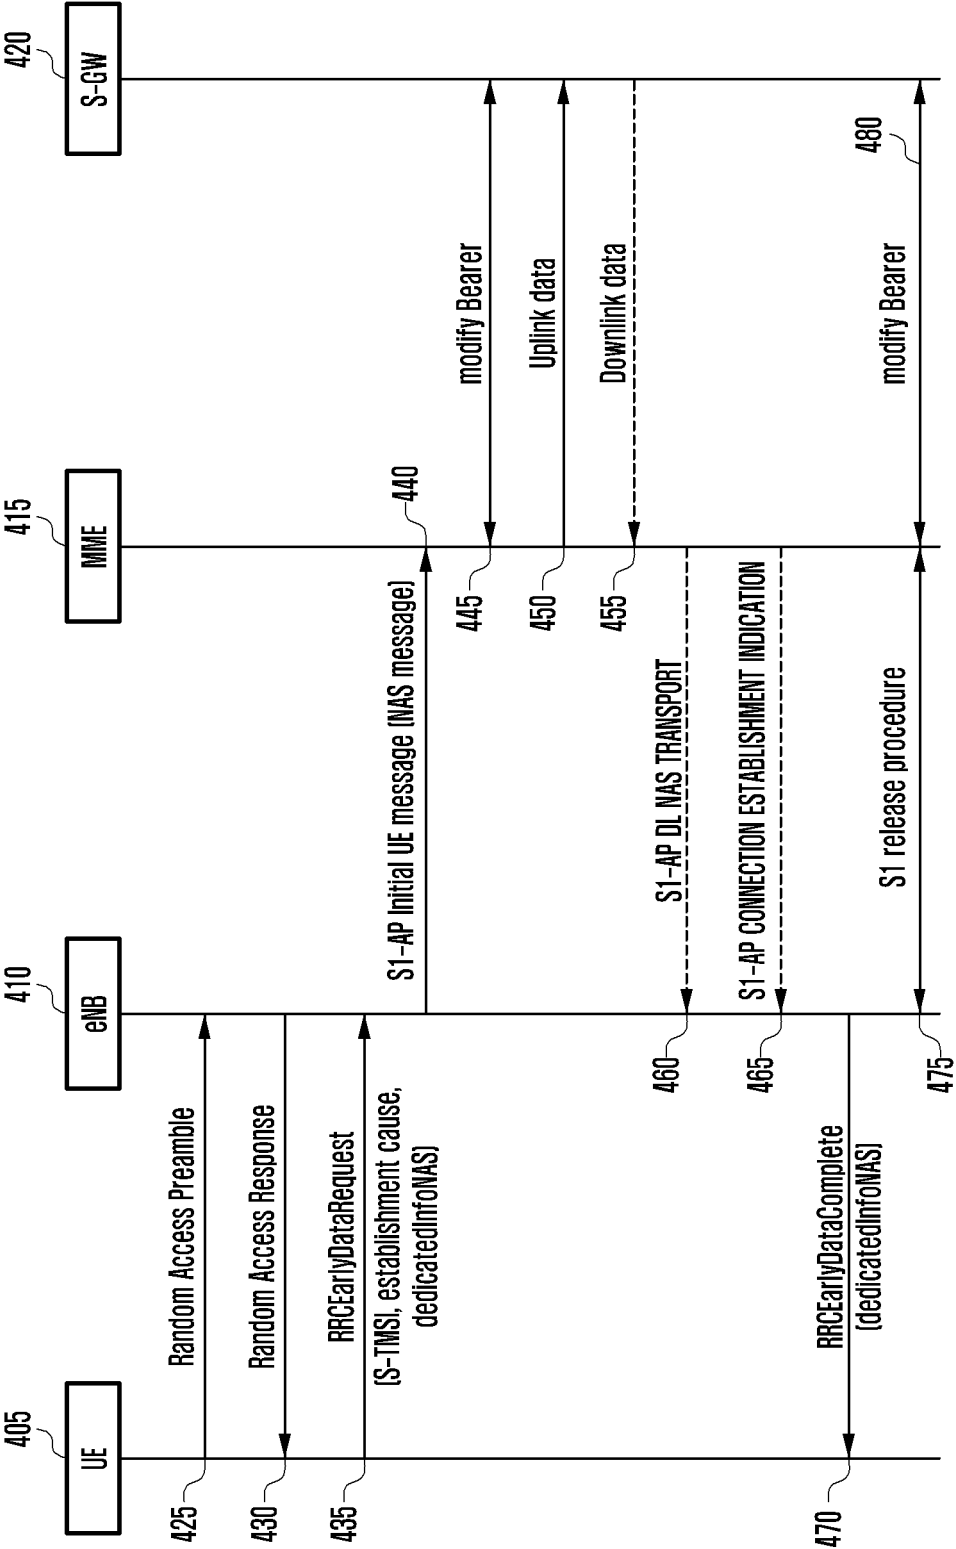 405
UE
410
eNB
415
MME
420
S-GW
425
Random Access Preamble
430
Random Access Response
435
RRCEarlyDataRequest
(S-TMSI, establishment cause,
dedicatedInfoNAS)
S1-AP Initial UE message (NAS message)
440
445
modify Bearer
450
Uplink data
455
Downlink data
460
S1-AP DL NAS TRANSPORT
465
S1-AP CONNECTION ESTABLISHMENT INDICATION
470
RRCEarlyDataComplete
(dedicatedInfoNAS)
475
S1 release procedure
modify Bearer
480